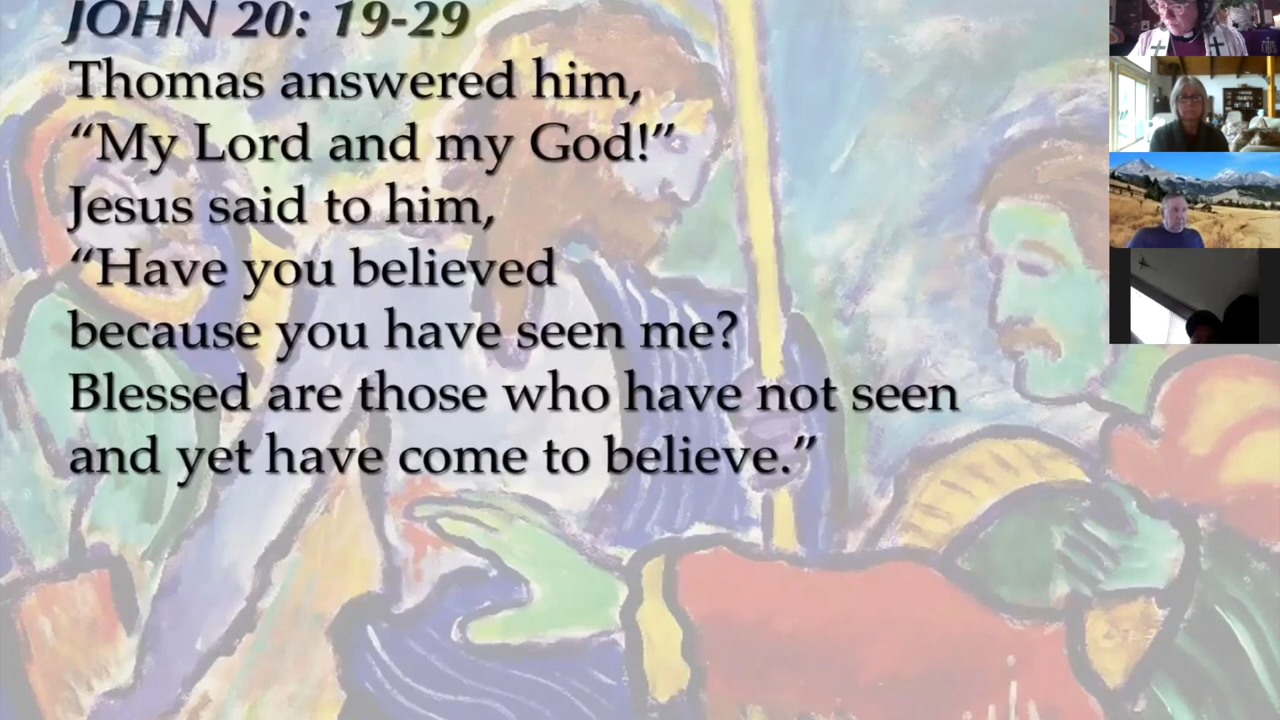 JOHN 20: 19-29
Thomas answered him,
“My Lord and my God!”
Jesus said to him,
“Have you believed
because you have seen me?
Blessed are those who have not seen
and yet have come to believe.”